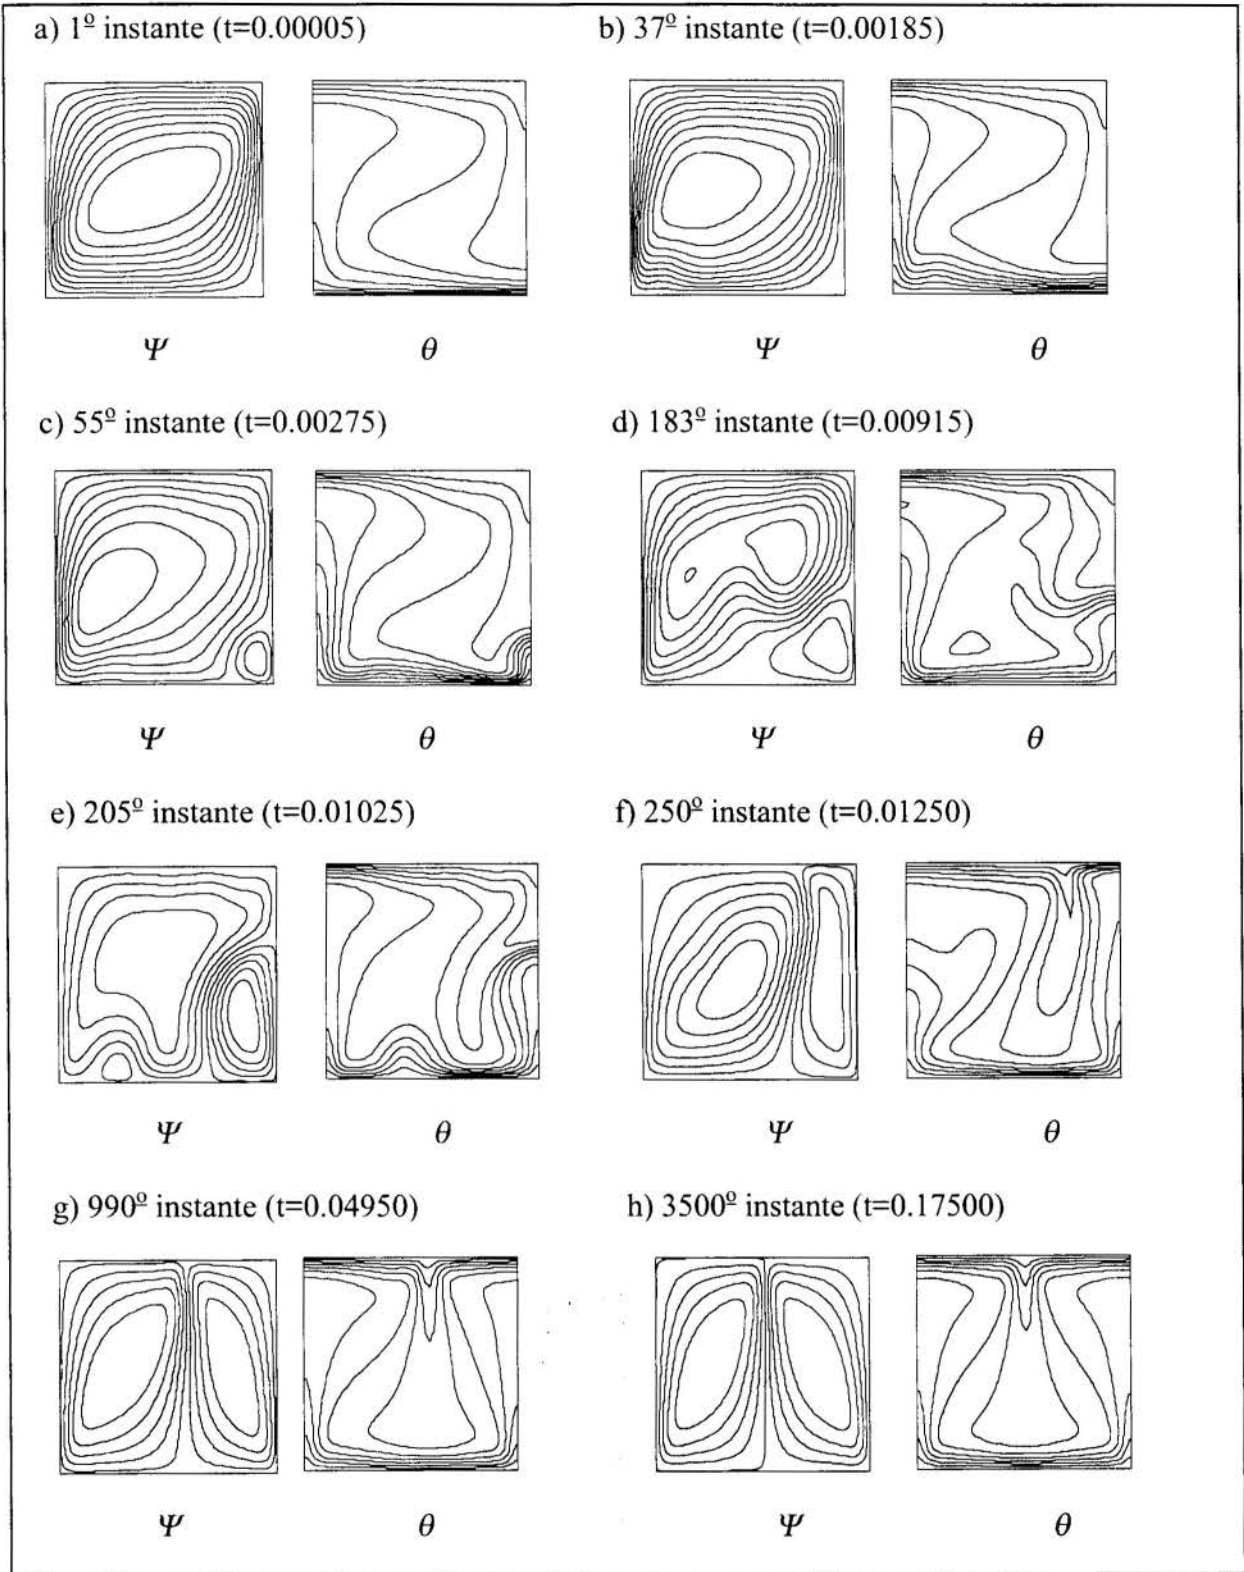 a) 1º instante (t=0.00005)
b) 37º instante (t=0.00185)
Ψ θ Ψ θ
c) 55º instante (t=0.00275)
d) 183º instante (t=0.00915)
Ψ θ Ψ θ
e) 205º instante (t=0.01025)
f) 250º instante (t=0.01250)
Ψ θ Ψ θ
g) 990º instante (t=0.04950)
h) 3500º instante (t=0.17500)
Ψ θ Ψ θ